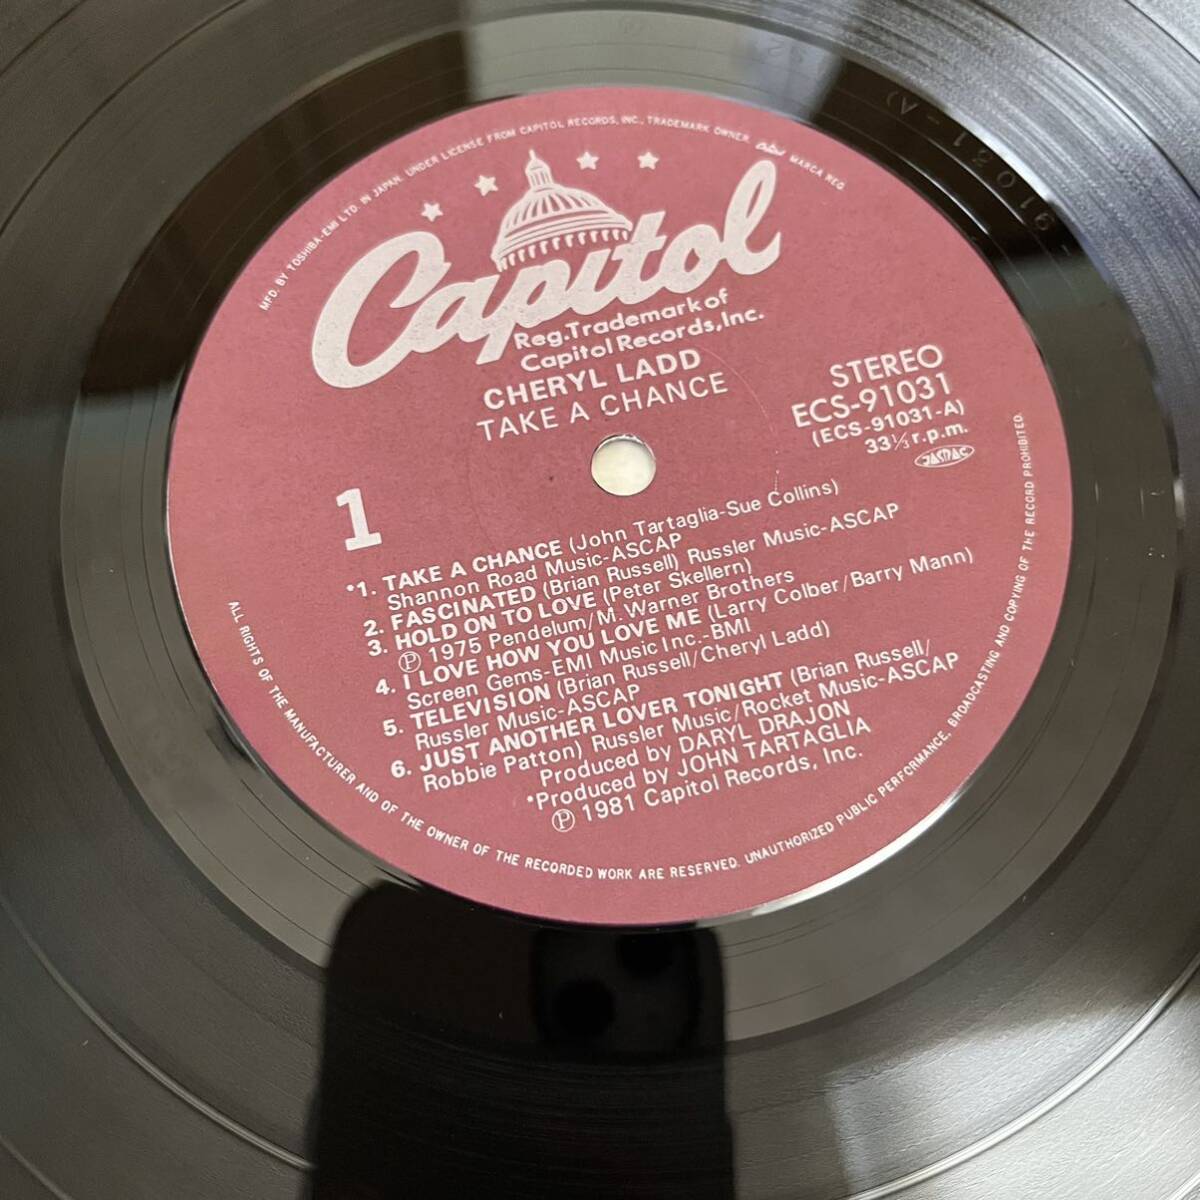 MFD. BY TOSHIBA-EMI LTD. IN JAPAN. UNDER LICENSE FROM CAPITOL RECORDS, INC., TRADEMARK OWNER. MARCA REG.
Capitol
Reg.Trademark of
Capitol Records,Inc.
CHERYL LADD
TAKE A CHANCE
STEREO
ECS-91031
(ECS-91031-A)
33⅓ r.p.m.
JASRAC
1
*1. TAKE A CHANCE (John Tartaglia-Sue Collins)
Shannon Road Music-ASCAP
2. FASCINATED (Brian Russell) Russler Music-ASCAP
3. HOLD ON TO LOVE (Peter Skellern)
Ⓟ 1975 Pendelum/M. Warner Brothers
4. I LOVE HOW YOU LOVE ME (Larry Colber/Barry Mann)
Screen Gems-EMI Music Inc.-BMI
5. TELEVISION (Brian Russell/Cheryl Ladd)
Russler Music-ASCAP
6. JUST ANOTHER LOVER TONIGHT (Brian Russell/
Robbie Patton) Russler Music/Rocket Music-ASCAP
Produced by DARYL DRAJON
*Produced by JOHN TARTAGLIA
Ⓟ 1981 Capitol Records, Inc.
ALL RIGHTS OF THE MANUFACTURER AND OF THE OWNER OF THE RECORDED WORK ARE RESERVED. UNAUTHORIZED PUBLIC PERFORMANCE, BROADCASTING AND COPYING OF THE RECORD PROHIBITED.
91031-A)